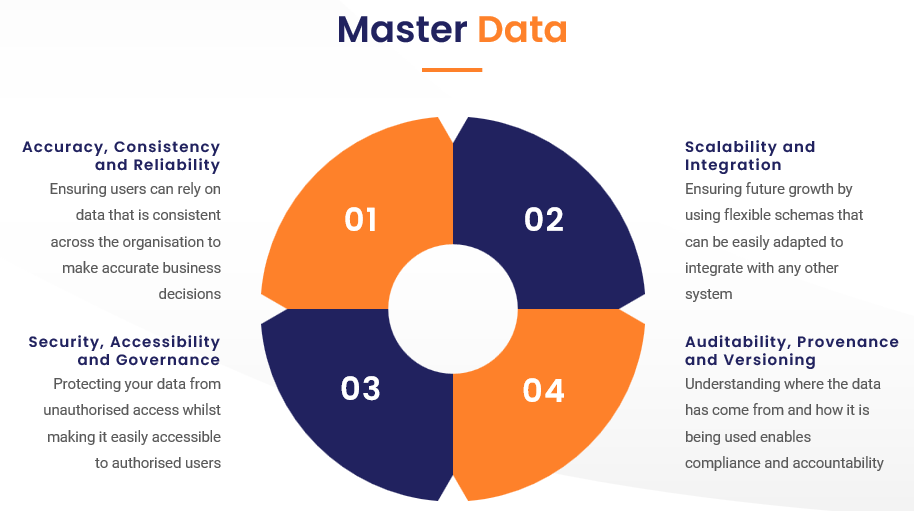 Master Data
Accuracy, Consistency
and Reliability
Ensuring users can rely on
data that is consistent
across the organisation to
make accurate business
decisions
01
02
Scalability and
Integration
Ensuring future growth by
using flexible schemas that
can be easily adapted to
integrate with any other
system
Security, Accessibility
and Governance
Protecting your data from
unauthorised access whilst
making it easily accessible
to authorised users
03
04
Auditability, Provenance
and Versioning
Understanding where the data
has come from and how it is
being used enables
compliance and accountability